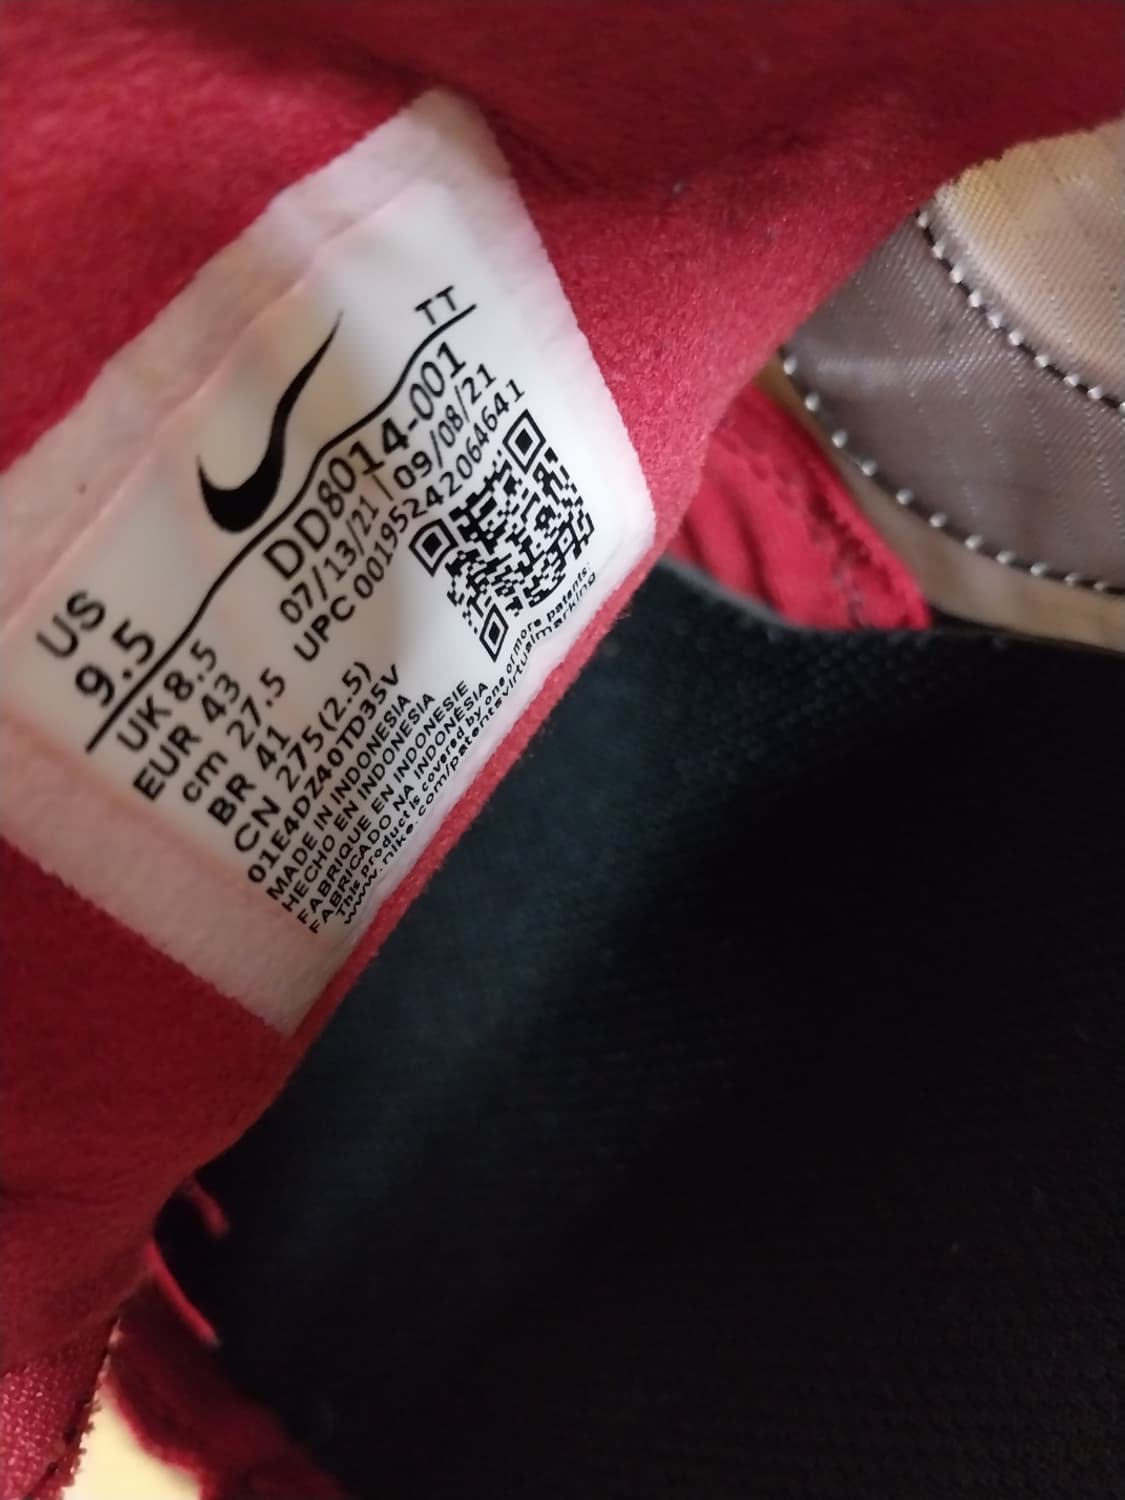 TT
DD8014-001
07/13/21 | 09/08/21
UPC 00195242064641
US
9.5
UK 8.5
EUR 43
cm 27.5
BR 41
CN 275(2.5)
01E4DZ40TD35V
MADE IN INDONESIA
HECHO EN INDONESIA
FABRIQUE EN INDONESIE
FABRICADO NA INDONÉSIA
This product is covered by one or more patents:
www.nike.com/patentsvirtualmarking